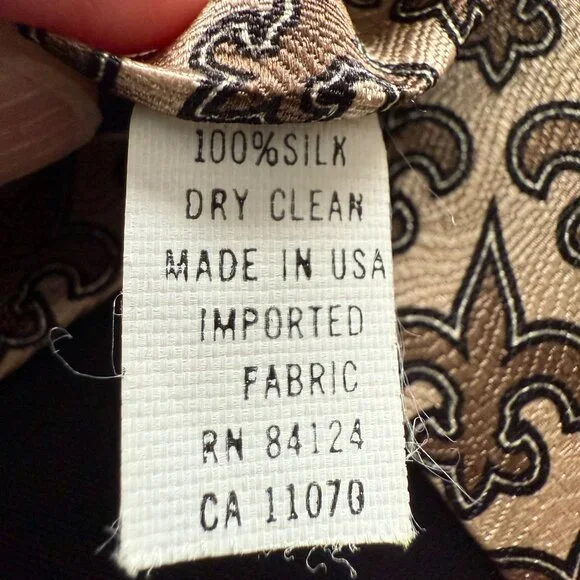 100%SILK
DRY CLEAN
MADE IN USA
IMPORTED
FABRIC
RN 84124
CA 11070